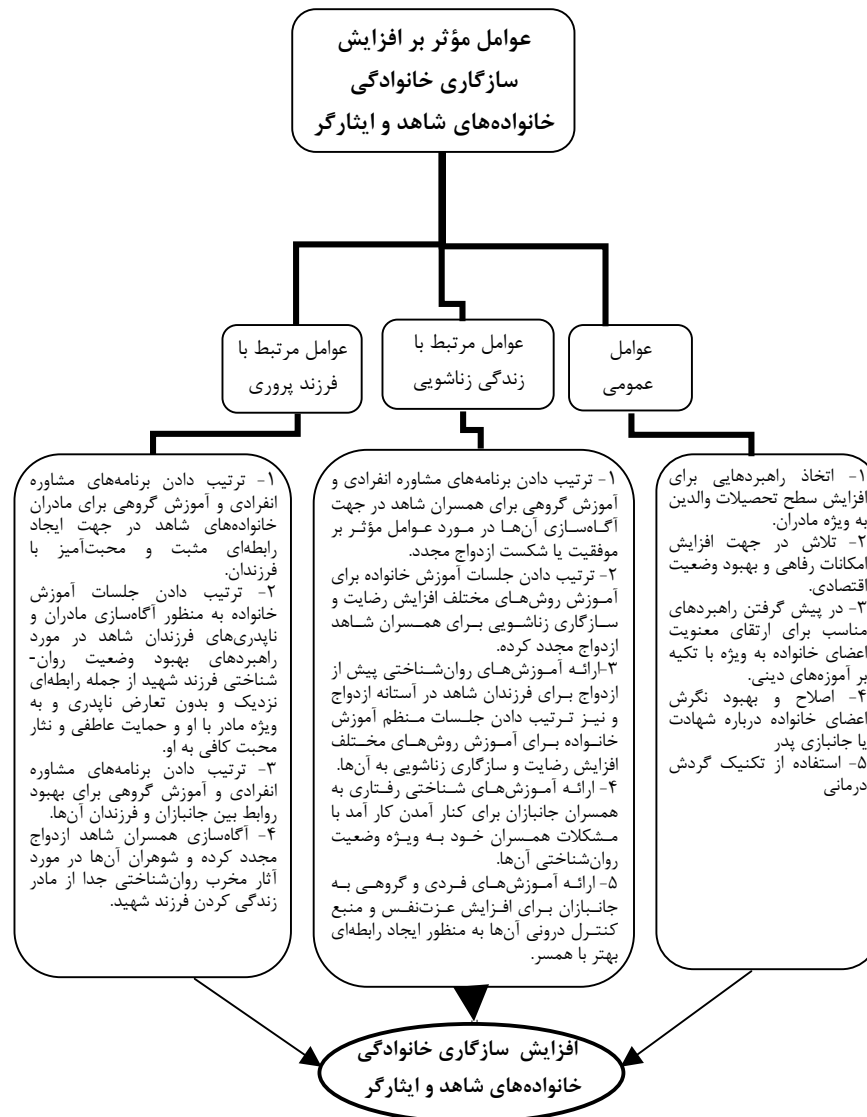 عوامل مؤثر بر افزایش
سازگاری خانوادگی
خانواده‌های شاهد و ایثارگر
عوامل
عمومی
عوامل مرتبط با
زندگی زناشویی
عوامل مرتبط با
فرزند پروری
۱- اتخاذ راهبردهایی برای
افزایش سطح تحصیلات والدین
به ویژه مادران.
۲- تلاش در جهت افزایش
امکانات رفاهی و بهبود وضعیت
اقتصادی.
۳- در پیش گرفتن راهبردهای
مناسب برای ارتقای معنویت
اعضای خانواده به ویژه با تکیه
بر آموزه‌های دینی.
۴- اصلاح و بهبود نگرش
اعضای خانواده درباره شهادت
یا جانبازی پدر
۵- استفاده از تکنیک گردش
درمانی
۱- ترتیب دادن برنامه‌های مشاوره انفرادی و
آموزش گروهی برای همسران شاهد در جهت
آگاه‌سازی آن‌ها در مورد عوامل مؤثر بر
موفقیت یا شکست ازدواج مجدد.
۲- ترتیب دادن جلسات آموزش خانواده برای
آموزش روش‌های مختلف افزایش رضایت و
سازگاری زناشویی برای همسران شاهد
ازدواج مجدد کرده.
۳-ارائه آموزش‌های روان‌شناختی پیش از
ازدواج برای فرزندان شاهد در آستانه ازدواج
و نیز ترتیب دادن جلسات منظم آموزش
خانواده برای آموزش روش‌های مختلف
افزایش رضایت و سازگاری زناشویی به آن‌ها.
۴- ارائه آموزش‌های شناختی رفتاری به
همسران جانبازان برای کنار آمدن کار آمد با
مشکلات همسران خود به ویژه وضعیت
روان‌شناختی آن‌ها.
۵- ارائه آموزش‌های فردی و گروهی به
جانبازان برای افزایش عزت‌نفس و منبع
کنترل درونی آن‌ها به منظور ایجاد رابطه‌ای
بهتر با همسر.
۱- ترتیب دادن برنامه‌های مشاوره
انفرادی و آموزش گروهی برای مادران
خانواده‌های شاهد در جهت ایجاد
رابطه‌ای مثبت و محبت‌آمیز با
فرزندان.
۲- ترتیب دادن جلسات آموزش
خانواده به منظور آگاه‌سازی مادران و
ناپدری‌های فرزندان شاهد در مورد
راهبردهای بهبود وضعیت روان-
شناختی فرزند شهید از جمله رابطه‌ای
نزدیک و بدون تعارض ناپدری و به
ویژه مادر با او و حمایت عاطفی و نثار
محبت کافی به او.
۳- ترتیب دادن برنامه‌های مشاوره
انفرادی و آموزش گروهی برای بهبود
روابط بین جانبازان و فرزندان آن‌ها.
۴- آگاه‌سازی همسران شاهد ازدواج
مجدد کرده و شوهران آن‌ها در مورد
آثار مخرب روان‌شناختی جدا از مادر
زندگی کردن فرزند شهید.
افزایش سازگاری خانوادگی
خانواده‌های شاهد و ایثارگر